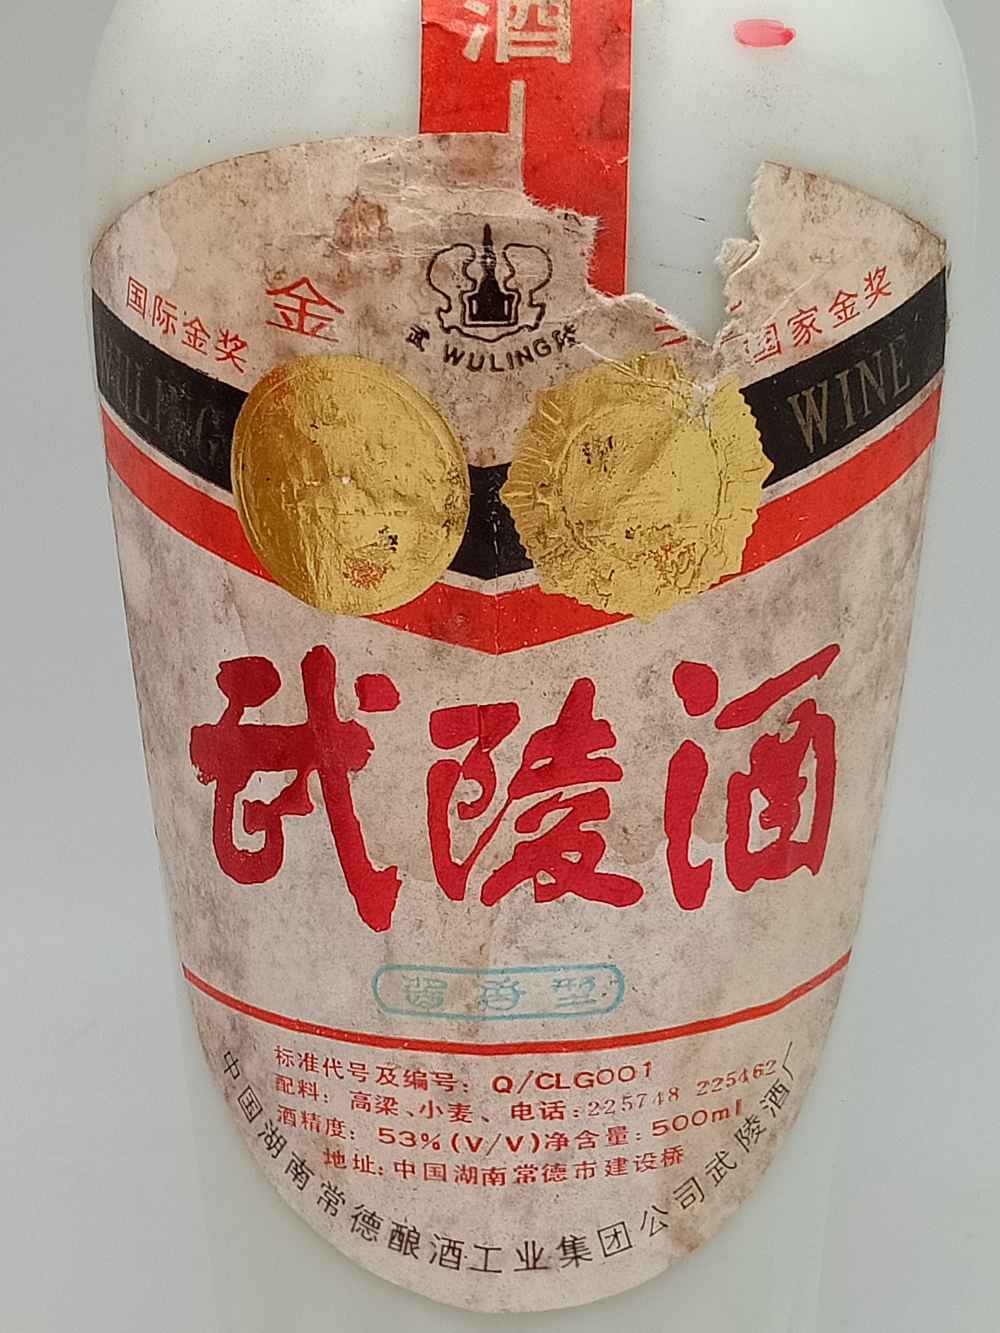 酒
国际金奖
金
武 WULING 陵
国家金奖
WULING
WINE
武陵酒
酱香型
标准代号及编号：Q/CLG001
配料：高粱、小麦、电话：225748 225462
酒精度：53%(V/V)净含量：500ml
地址：中国湖南常德市建设桥
中国湖南常德酿酒工业集团公司武陵酒厂